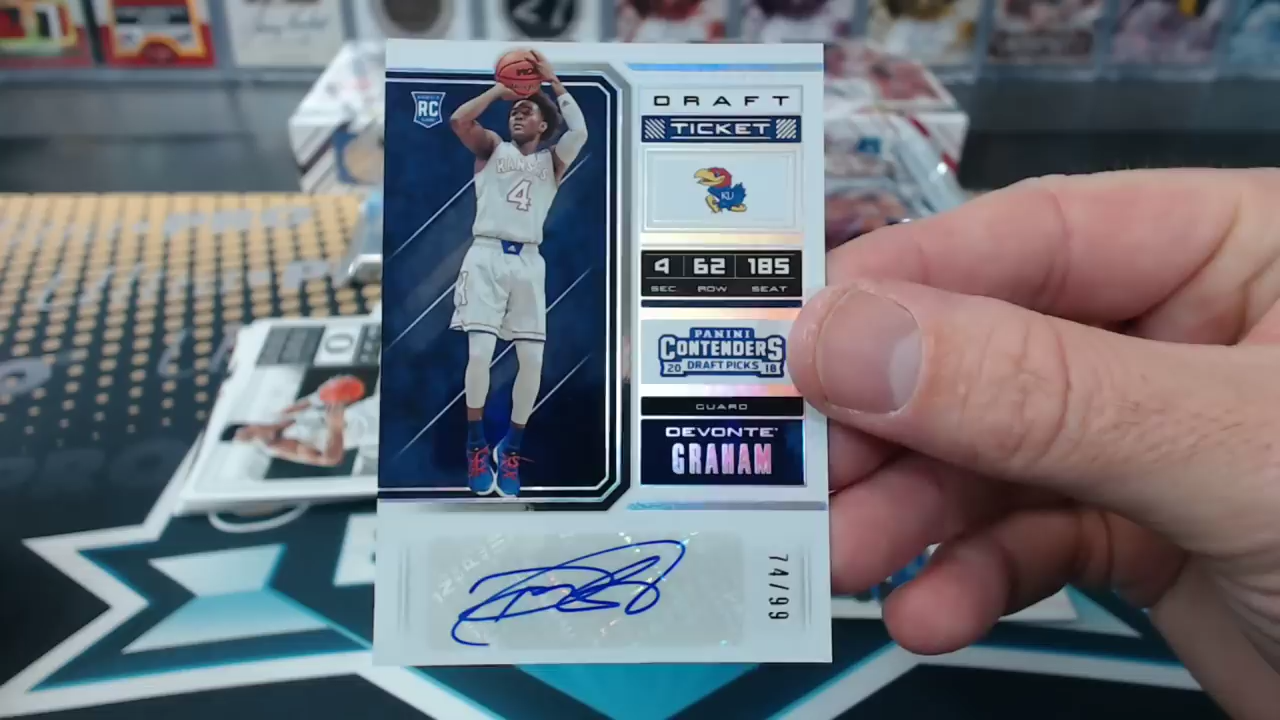 RC
KANSAS
4
DRAFT
TICKET
KU
4 62 185
SEC ROW SEAT
PANINI
CONTENDERS
20 DRAFT PICKS 18
GUARD
DEVONTE'
GRAHAM
74/99